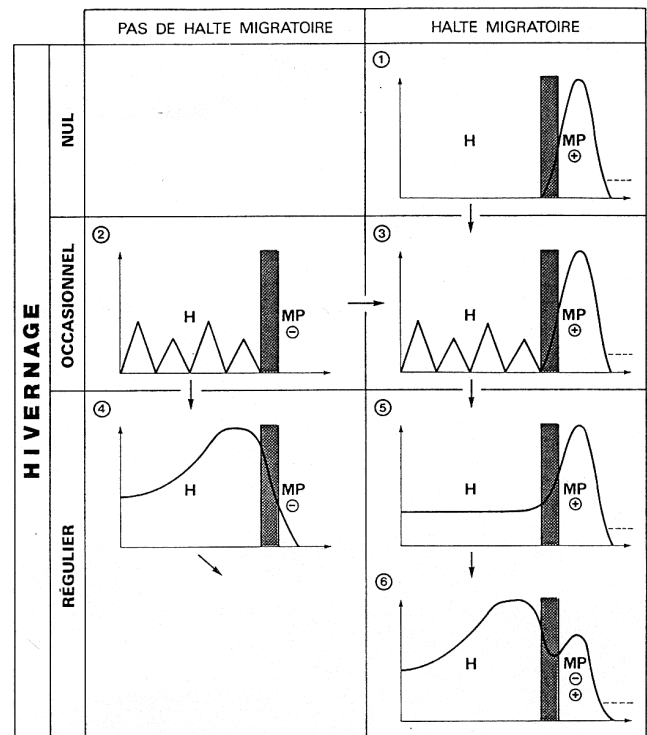 PAS DE HALTE MIGRATOIRE
HALTE MIGRATOIRE
HIVERNAGE
NUL
①
H
MP
⊕
OCCASIONNEL
②
H
MP
⊖
③
H
MP
⊕
RÉGULIER
④
H
MP
⊖
⑤
H
MP
⊕
⑥
H
MP
⊖
⊕